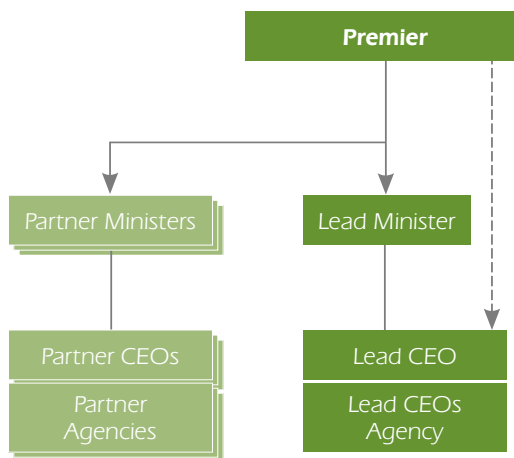 Premier
Partner Ministers
Lead Minister
Partner CEOs
Lead CEO
Partner
Agencies
Lead CEOs
Agency